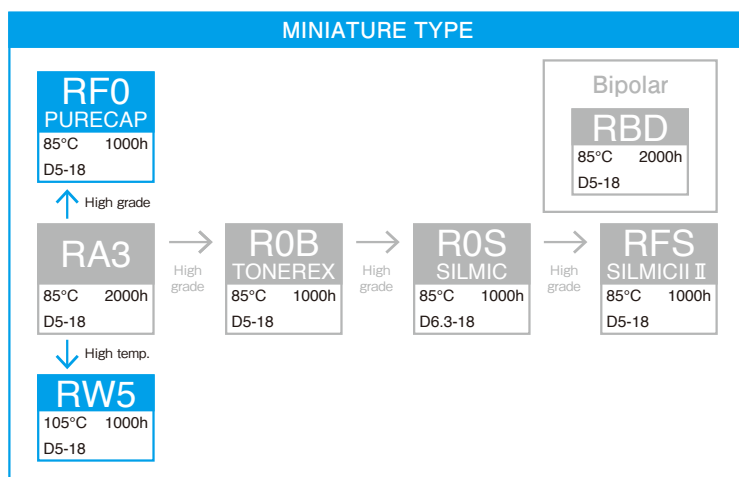 MINIATURE TYPE
RF0
PURECAP
85°C 1000h
D5-18
High grade
Bipolar
RBD
85°C 2000h
D5-18
RA3
85°C 2000h
D5-18
High
grade
R0B
TONEREX
85°C 1000h
D5-18
High
grade
R0S
SILMIC
85°C 1000h
D6.3-18
High
grade
RFS
SILMICII Ⅱ
85°C 1000h
D5-18
High temp.
RW5
105°C 1000h
D5-18